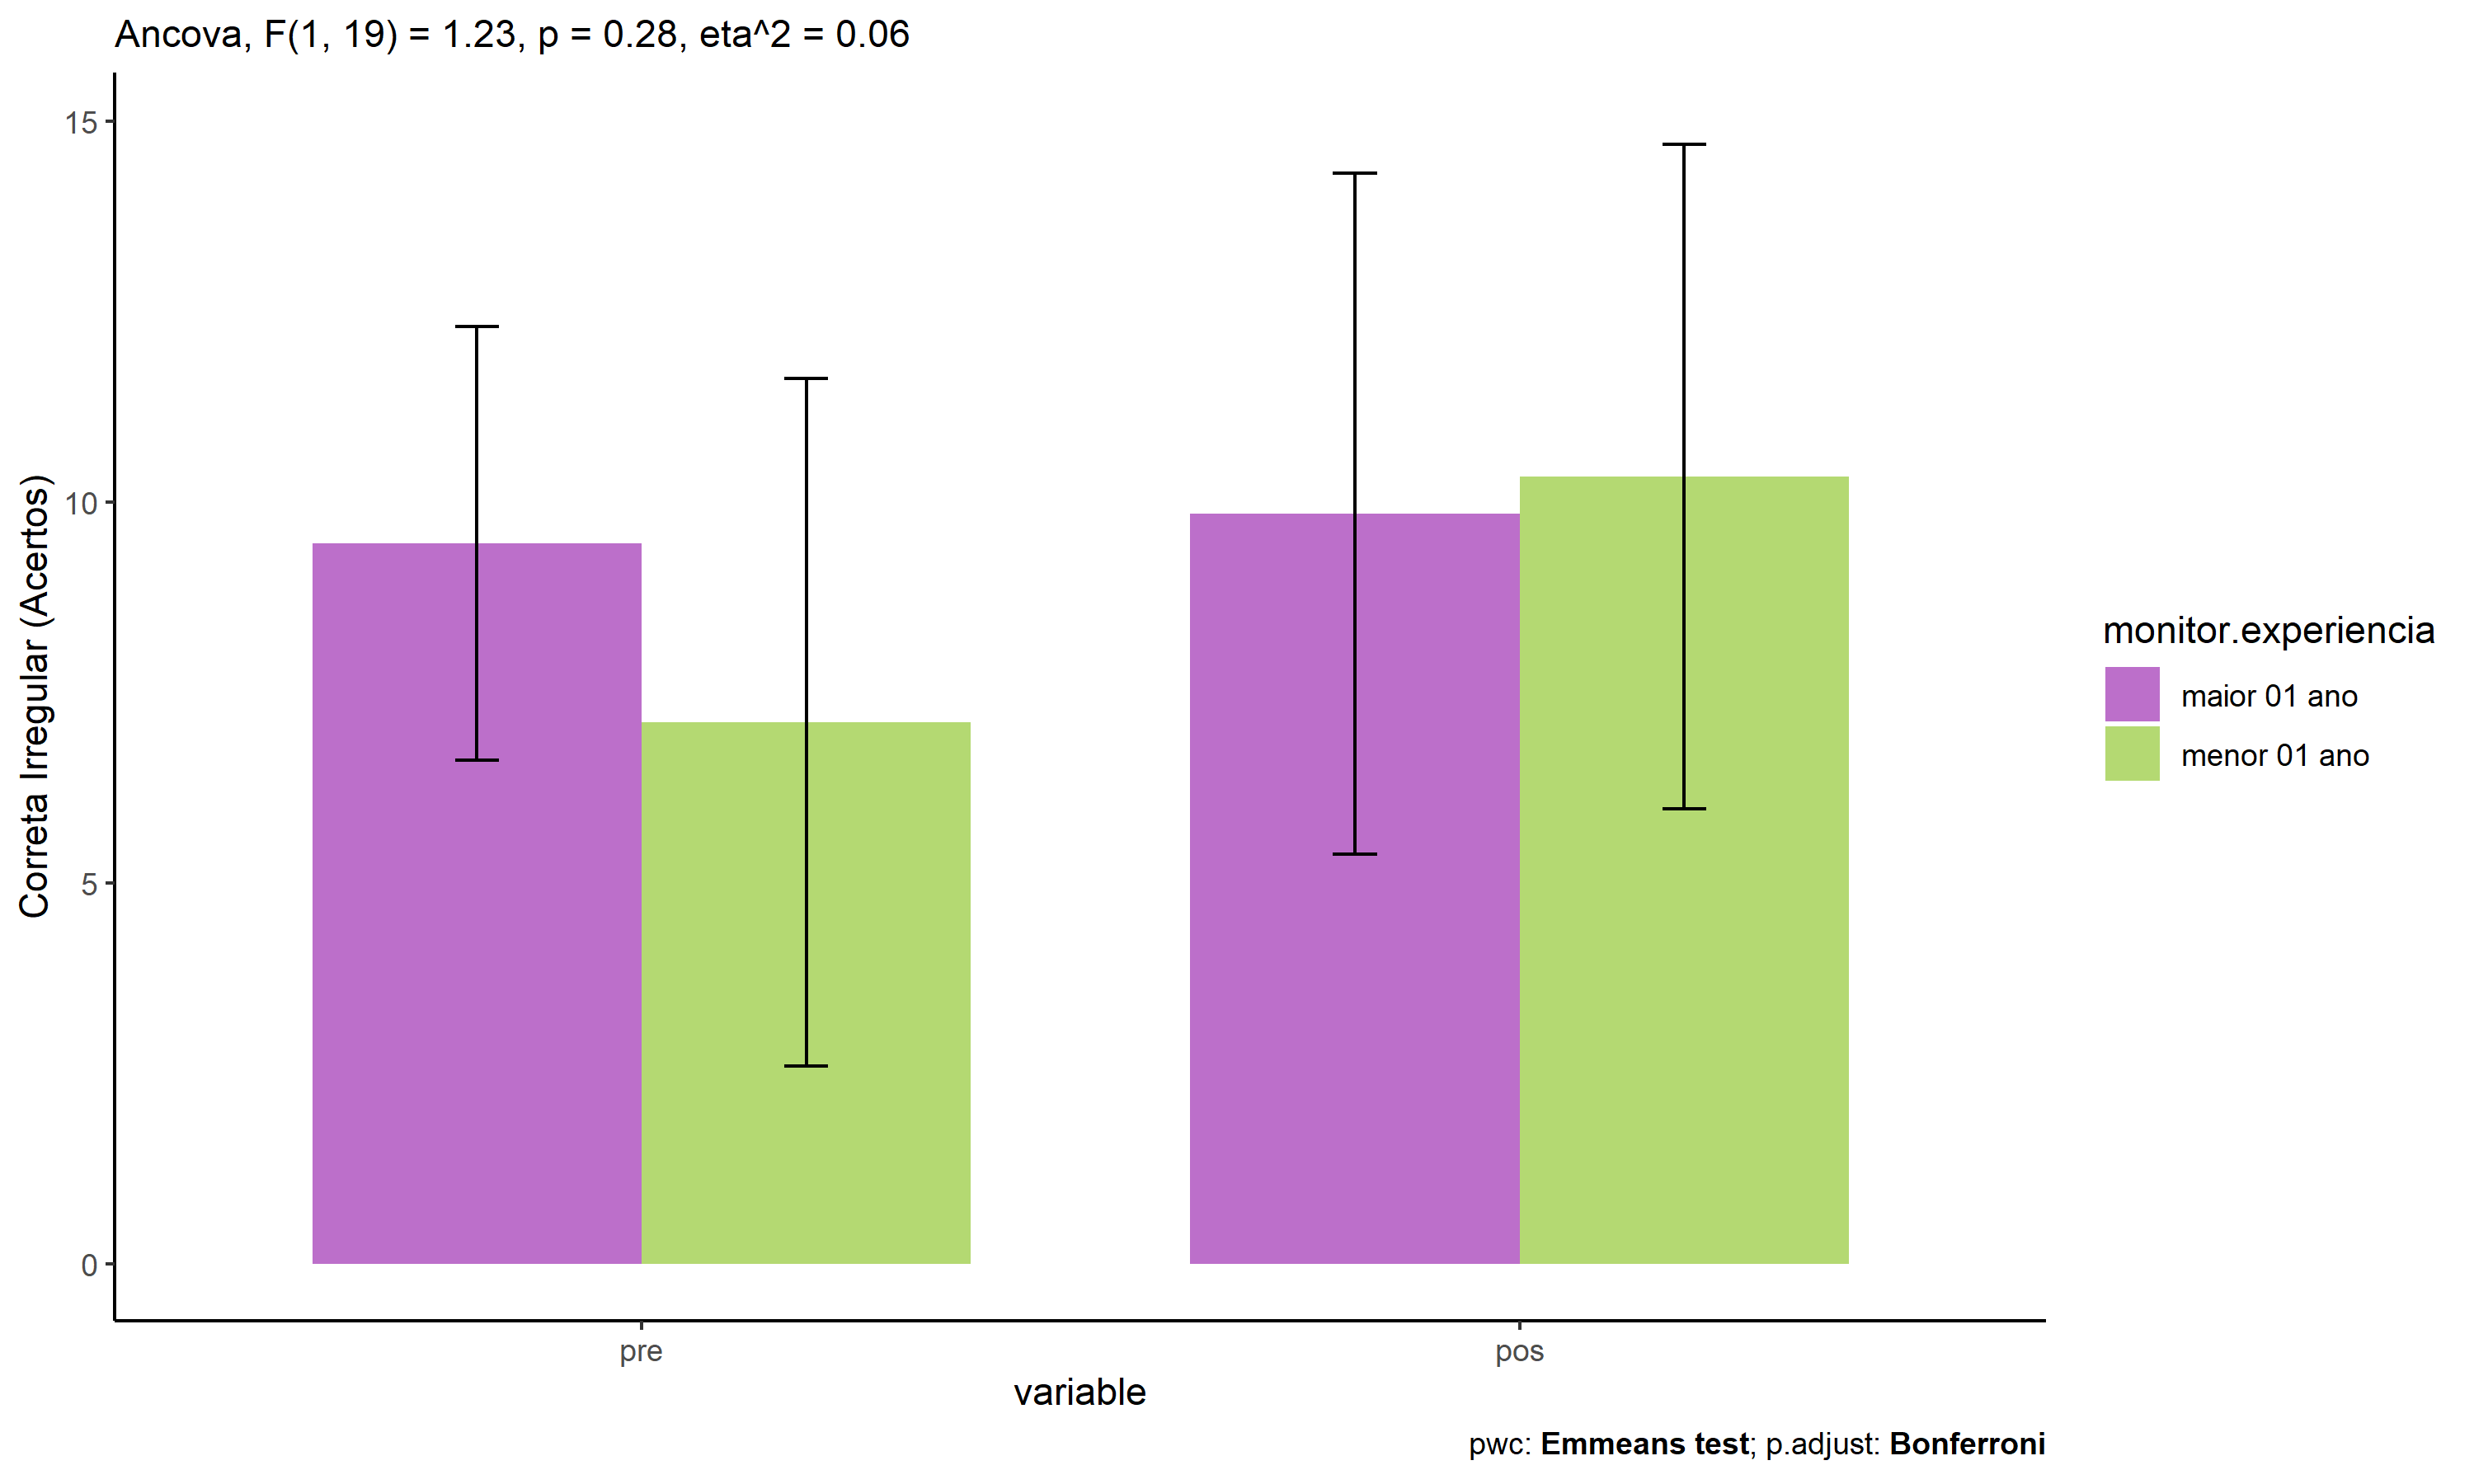 Ancova, F(1, 19) = 1.23, p = 0.28, eta^2 = 0.06
Correta Irregular (Acertos)
15
10
5
0
pre
pos
variable
monitor.experiencia
maior 01 ano
menor 01 ano
pwc: Emmeans test; p.adjust: Bonferroni